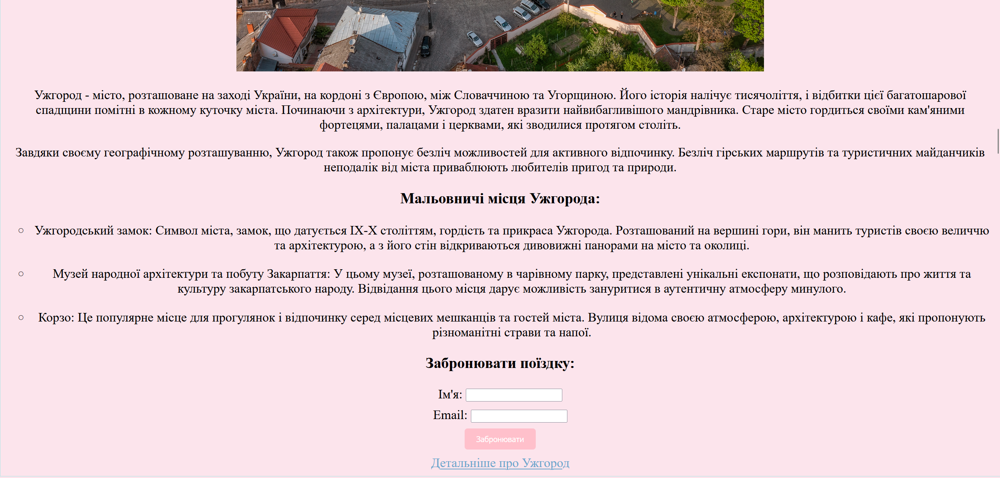 Ужгород - місто, розташоване на заході України, на кордоні з Європою, між Словаччиною та Угорщиною. Його історія налічує тисячоліття, і відбитки цієї багатошарової
спадщини помітні в кожному куточку міста. Починаючи з архітектури, Ужгород здатен вразити найвибагливішого мандрівника. Старе місто гордиться своїми кам'яними
фортецями, палацами і церквами, які зводилися протягом століть.
Завдяки своєму географічному розташуванню, Ужгород також пропонує безліч можливостей для активного відпочинку. Безліч гірських маршрутів та туристичних майданчиків
неподалік від міста приваблюють любителів пригод та природи.
Мальовничі місця Ужгорода:
Ужгородський замок: Символ міста, замок, що датується IX-X століттям, гордість та прикраса Ужгорода. Розташований на вершині гори, він манить туристів своєю величчю
та архітектурою, а з його стін відкриваються дивовижні панорами на місто та околиці.
Музей народної архітектури та побуту Закарпаття: У цьому музеї, розташованому в чарівному парку, представлені унікальні експонати, що розповідають про життя та
культуру закарпатського народу. Відвідання цього місця дарує можливість зануритися в аутентичну атмосферу минулого.
Корзо: Це популярне місце для прогулянок і відпочинку серед місцевих мешканців та гостей міста. Вулиця відома своєю атмосферою, архітектурою і кафе, які пропонують
різноманітні страви та напої.
Забронювати поїздку:
Ім'я:
Email:
Забронювати
Детальніше про Ужгород